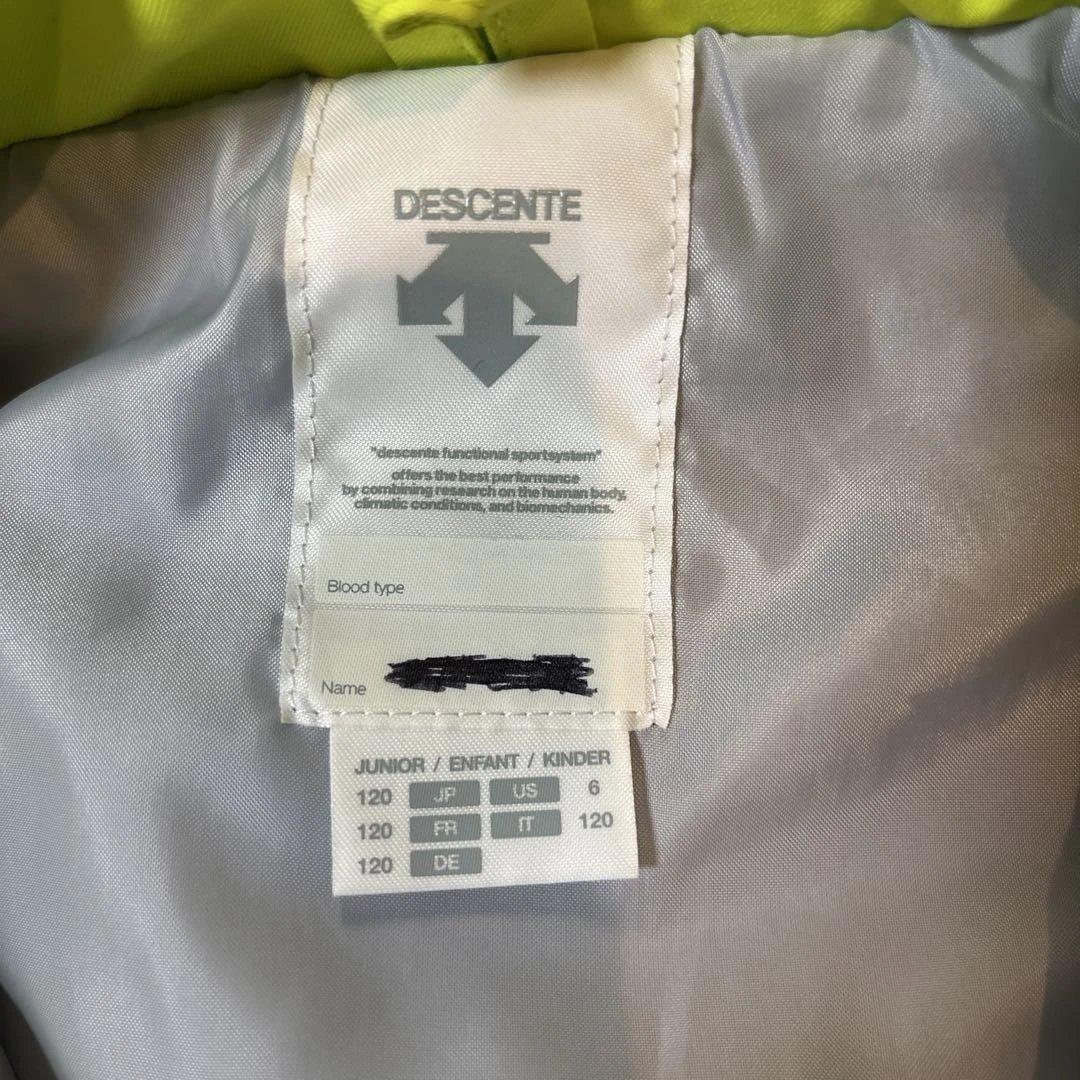 DESCENTE
"descente functional sportsystem"
offers the best performance
by combining research on the human body,
climatic conditions, and biomechanics.
Blood type
Name
JUNIOR / ENFANT / KINDER
120 JP US 6
120 FR IT 120
120 DE